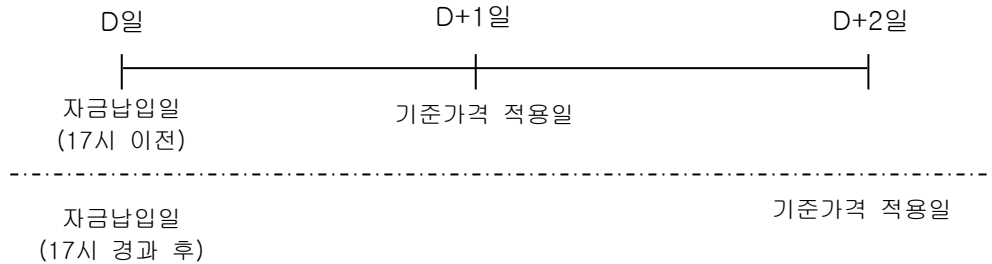 D일 D+1일 D+2일
자금납입일 기준가격 적용일
(17시 이전)
자금납입일 기준가격 적용일
(17시 경과 후)